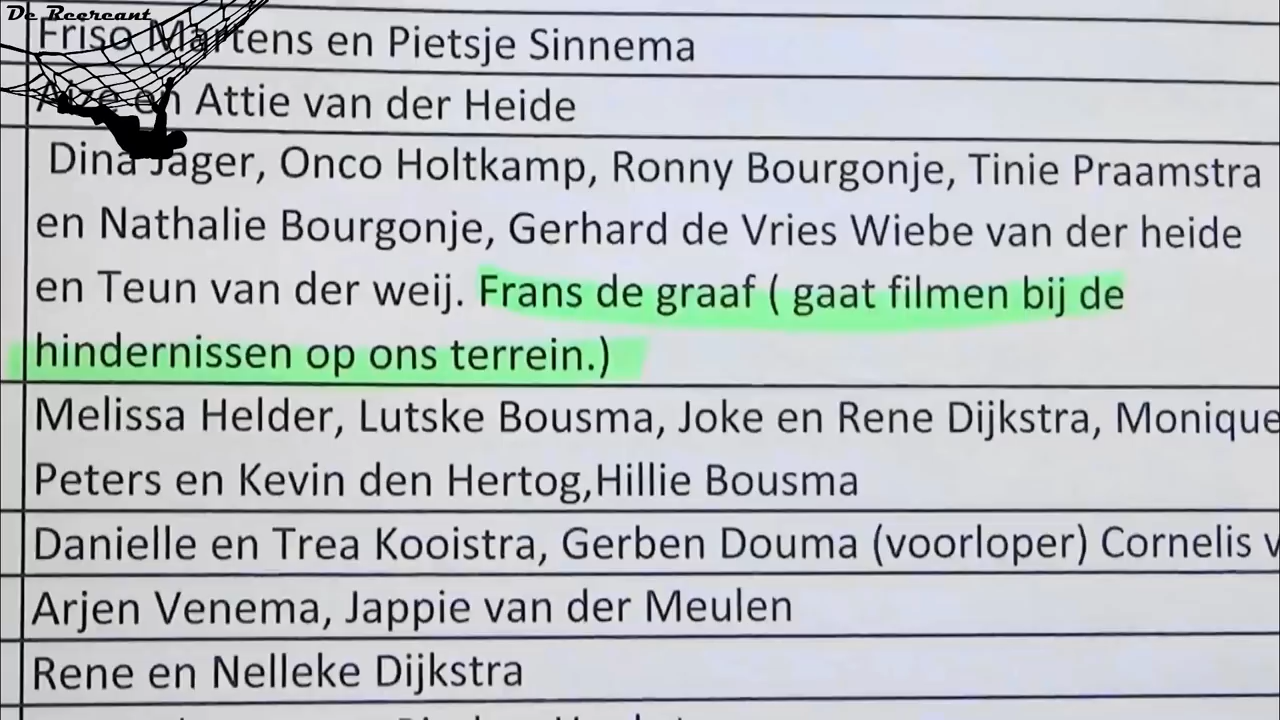 De Recreant
Friso Martens en Pietsje Sinnema
en Attie van der Heide
Dina Jager, Onco Holtkamp, Ronny Bourgonje, Tinie Praamstra
en Nathalie Bourgonje, Gerhard de Vries Wiebe van der heide
en Teun van der weij. Frans de graaf ( gaat filmen bij de
hindernissen op ons terrein.)
Melissa Helder, Lutske Bousma, Joke en Rene Dijkstra, Monique
Peters en Kevin den Hertog,Hillie Bousma
Danielle en Trea Kooistra, Gerben Douma (voorloper) Cornelis v
Arjen Venema, Jappie van der Meulen
Rene en Nelleke Dijkstra